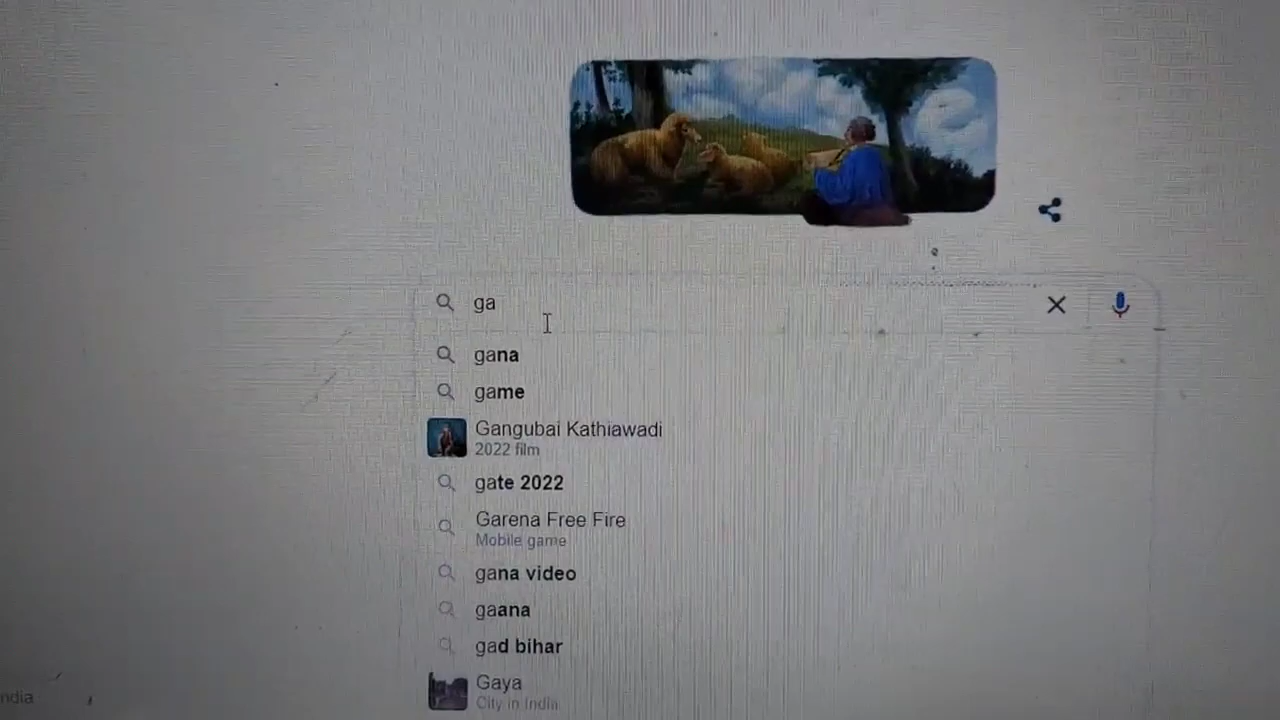 ga
gana
game
Gangubai Kathiawadi
2022 film
gate 2022
Garena Free Fire
Mobile game
gana video
gaana
gad bihar
Gaya
City in India
ndia